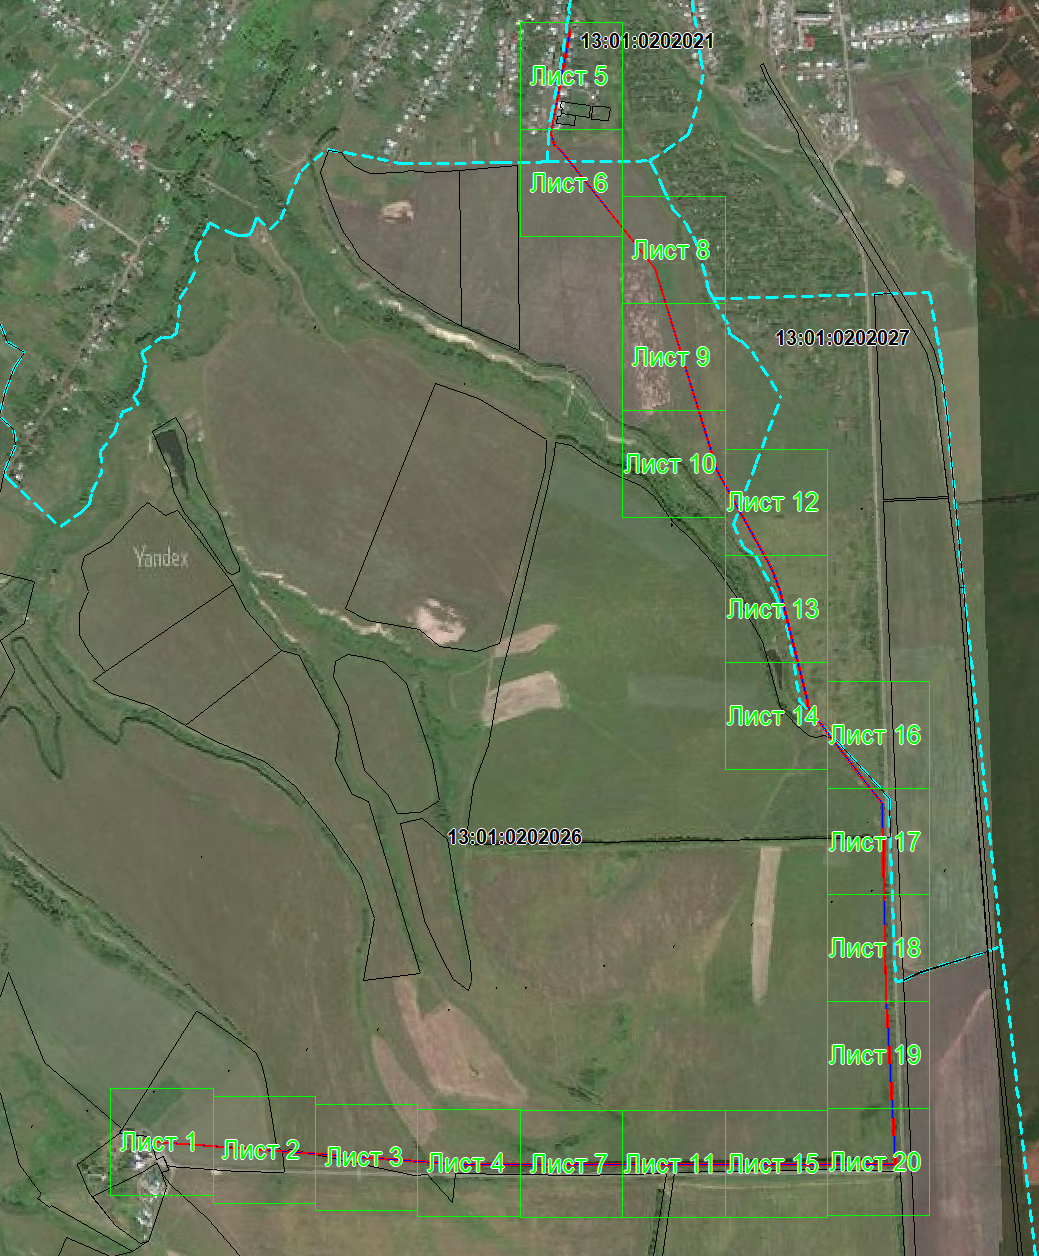 13:01:0202021
Лист 5
Лист 6
Лист 8
13:01:0202027
Лист 9
Лист 10
Лист 12
Yandex
Лист 13
Лист 14
Лист 16
13:01:0202026
Лист 17
Лист 18
Лист 19
Лист 1
Лист 2
Лист 3
Лист 4
Лист 7
Лист 11
Лист 15
Лист 20